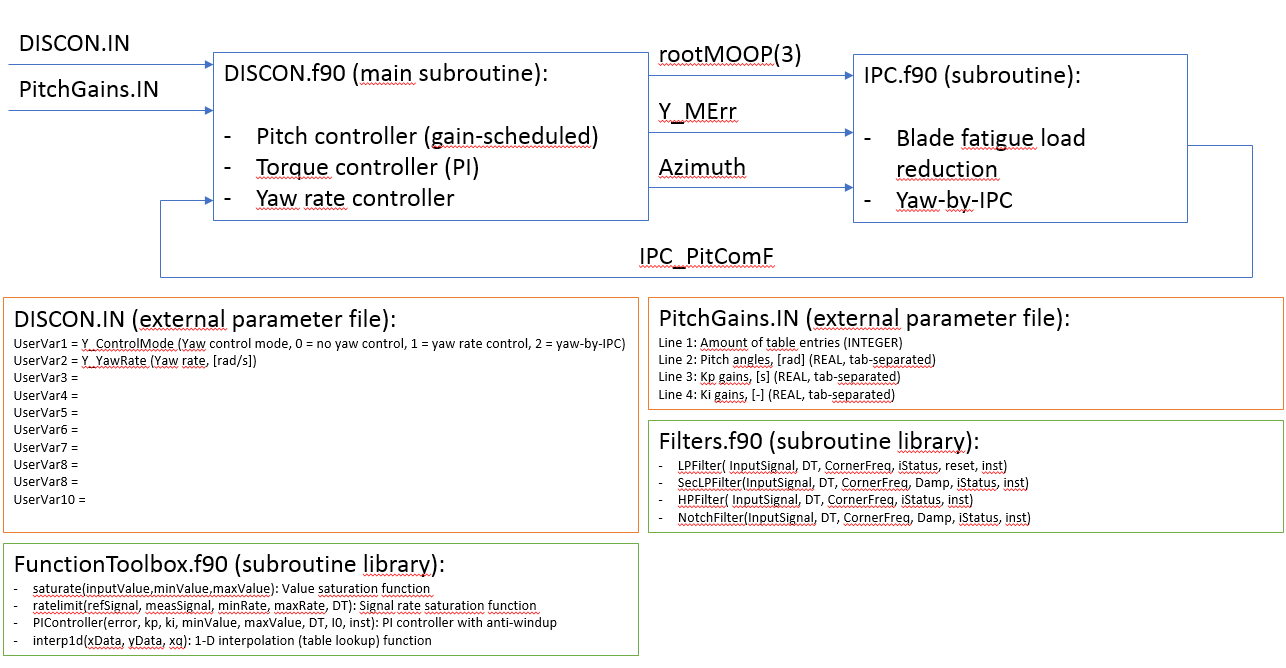 DISCON.IN
PitchGains.IN
DISCON.f90 (main subroutine):
- Pitch controller (gain-scheduled)
- Torque controller (PI)
- Yaw rate controller
rootMOOP(3)
Y_MErr
Azimuth
IPC.f90 (subroutine):
- Blade fatigue load
reduction
- Yaw-by-IPC
IPC_PitComF
DISCON.IN (external parameter file):
UserVar1 = Y_ControlMode (Yaw control mode, 0 = no yaw control, 1 = yaw rate control, 2 = yaw-by-IPC)
UserVar2 = Y_YawRate (Yaw rate, [rad/s])
UserVar3 =
UserVar4 =
UserVar5 =
UserVar6 =
UserVar7 =
UserVar8 =
UserVar8 =
UserVar10 =
PitchGains.IN (external parameter file):
Line 1: Amount of table entries (INTEGER)
Line 2: Pitch angles, [rad] (REAL, tab-separated)
Line 3: Kp gains, [s] (REAL, tab-separated)
Line 4: Ki gains, [-] (REAL, tab-separated)
Filters.f90 (subroutine library):
- LPFilter( InputSignal, DT, CornerFreq, iStatus, reset, inst)
- SecLPFilter(InputSignal, DT, CornerFreq, Damp, iStatus, inst)
- HPFilter( InputSignal, DT, CornerFreq, iStatus, inst)
- NotchFilter(InputSignal, DT, CornerFreq, Damp, iStatus, inst)
FunctionToolbox.f90 (subroutine library):
- saturate(inputValue,minValue,maxValue): Value saturation function
- ratelimit(refSignal, measSignal, minRate, maxRate, DT): Signal rate saturation function
- PIController(error, kp, ki, minValue, maxValue, DT, I0, inst): PI controller with anti-windup
- interp1d(xData, yData, xq): 1-D interpolation (table lookup) function